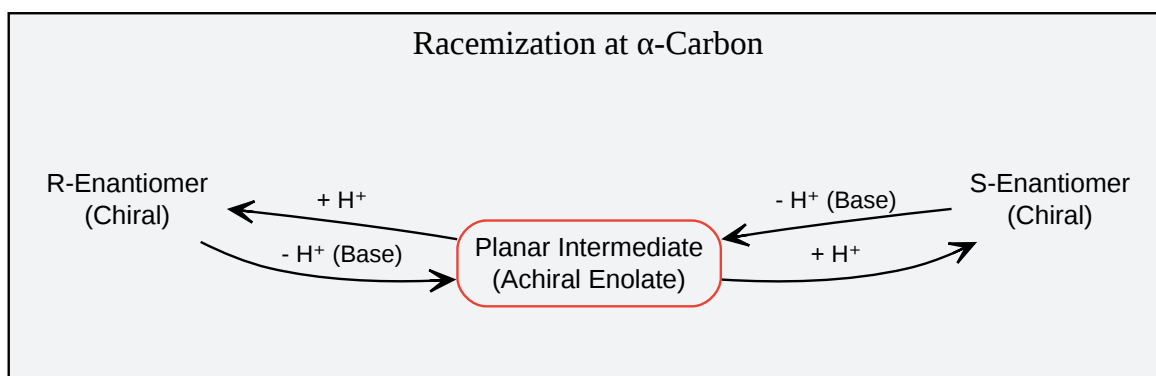 Racemization at α-Carbon
R-Enantiomer
(Chiral)
+ H⁺
- H⁺ (Base)
Planar Intermediate
(Achiral Enolate)
- H⁺ (Base)
+ H⁺
S-Enantiomer
(Chiral)